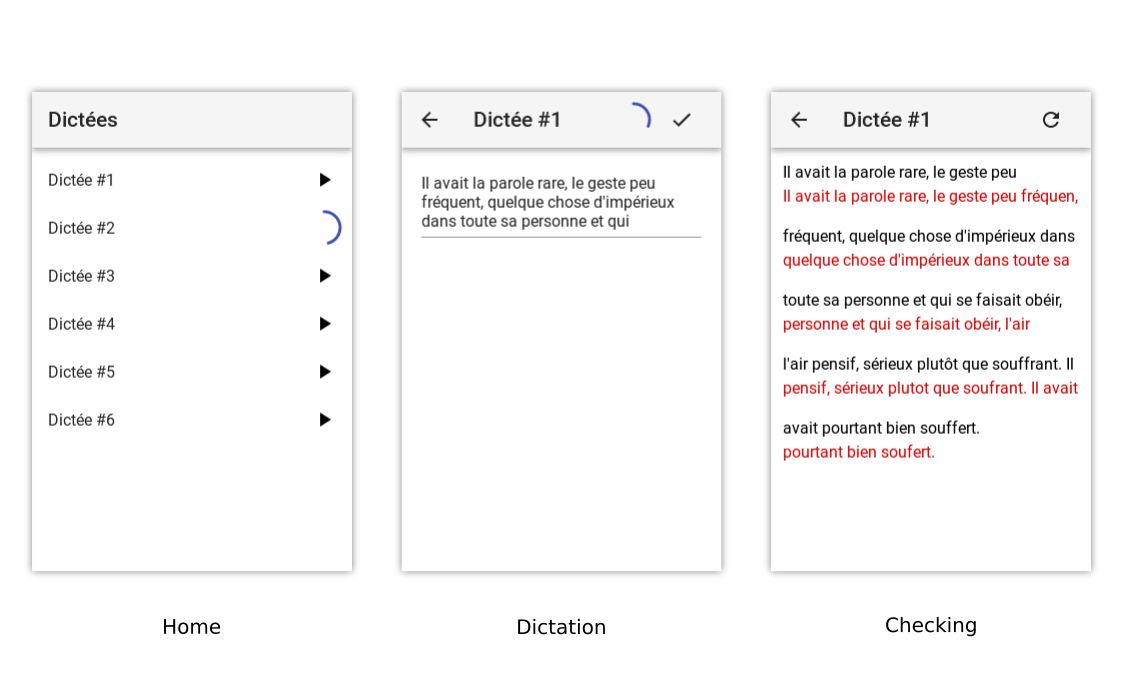 Dictées
Dictée #1
Dictée #2
Dictée #3
Dictée #4
Dictée #5
Dictée #6
Home
Dictée #1
Il avait la parole rare, le geste peu
fréquent, quelque chose d'impérieux
dans toute sa personne et qui
Dictation
Dictée #1
Il avait la parole rare, le geste peu
Il avait la parole rare, le geste peu fréquen,
fréquent, quelque chose d'impérieux dans
quelque chose d'impérieux dans toute sa
toute sa personne et qui se faisait obéir,
personne et qui se faisait obéir, l'air
l'air pensif, sérieux plutôt que souffrant. Il
pensif, sérieux plutot que soufrant. Il avait
avait pourtant bien souffert.
pourtant bien soufert.
Checking